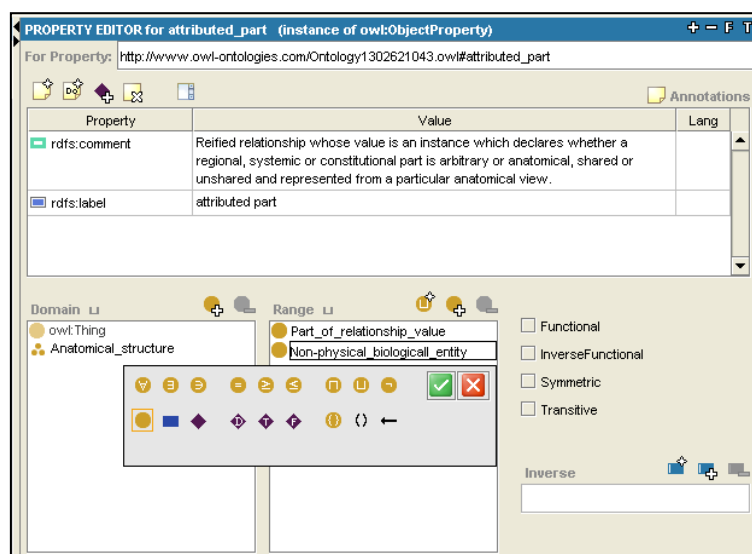 PROPERTY EDITOR for attributed_part (instance of owl:ObjectProperty) + − F T
For Property: http://www.owl-ontologies.com/Ontology1302621043.owl#attributed_part
Annotations
Property Value Lang
rdfs:comment Reified relationship whose value is an instance which declares whether a
regional, systemic or constitutional part is arbitrary or anatomical, shared or
unshared and represented from a particular anatomical view.
rdfs:label attributed part
Domain ⊔ Range ⊔
owl:Thing Part_of_relationship_value
Anatomical_structure Non-physical_biologicall_entity
Functional
InverseFunctional
Symmetric
Transitive
∀ ∃ ∋ = ≥ ≤ ⊓ ⊔ ¬
D T F {} () ←
Inverse